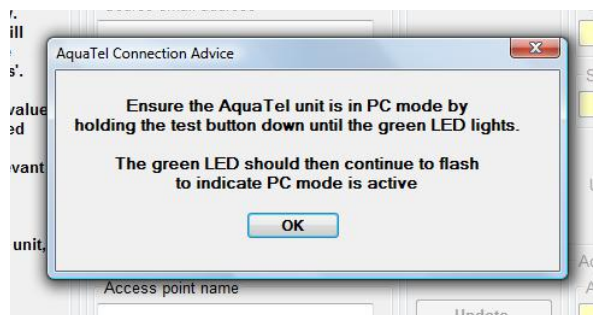 ill
s'.
AquaTel Connection Advice
value
ed
Ensure the AquaTel unit is in PC mode by
holding the test button down until the green LED lights.
evant
The green LED should then continue to flash
to indicate PC mode is active
OK
unit,
Access point name